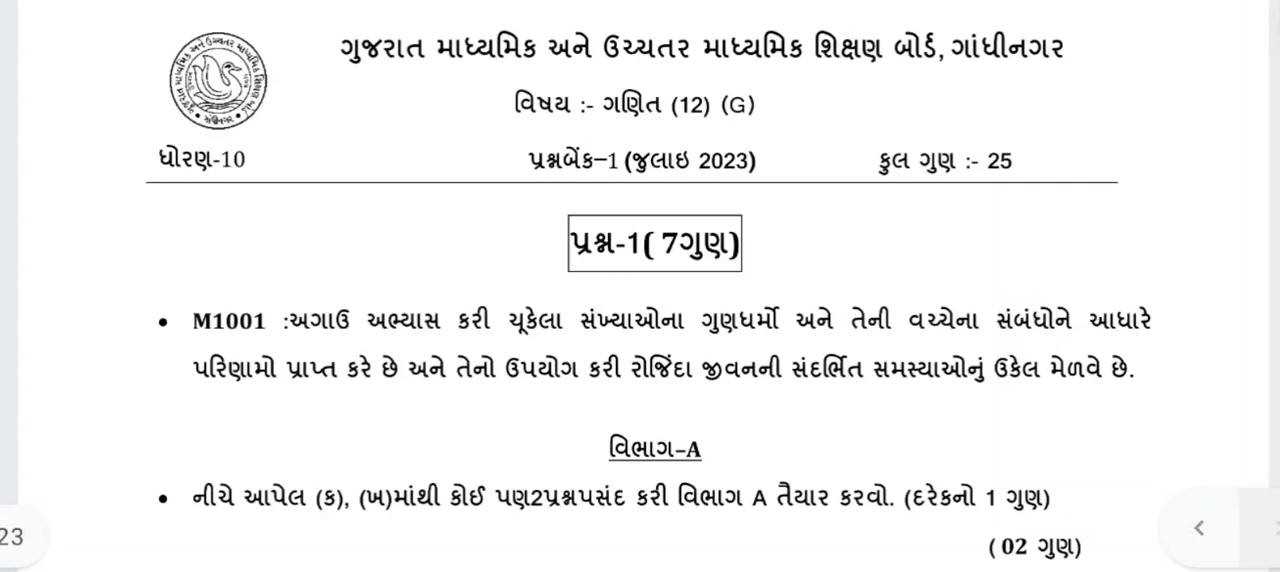 ગુજરાત માધ્યમિક અને ઉચ્ચતર માધ્યમિક શિક્ષણ બોર્ડ, ગાંધીનગર
વિષય :- ગણિત (12) (G)
ધોરણ-10 પ્રશ્નબેંક–1 (જુલાઇ 2023) કુલ ગુણ :- 25
પ્રશ્ન-1( 7ગુણ)
• M1001 :અગાઉ અભ્યાસ કરી ચૂકેલા સંખ્યાઓના ગુણધર્મો અને તેની વચ્ચેના સંબંધોને આધારે
પરિણામો પ્રાપ્ત કરે છે અને તેનો ઉપયોગ કરી રોજિંદા જીવનની સંદર્ભિત સમસ્યાઓનું ઉકેલ મેળવે છે.
વિભાગ–A
• નીચે આપેલ (ક), (ખ)માંથી કોઈ પણ2પ્રશ્નપસંદ કરી વિભાગ A તૈયાર કરવો. (દરેકનો 1 ગુણ)
( 02 ગુણ)
23